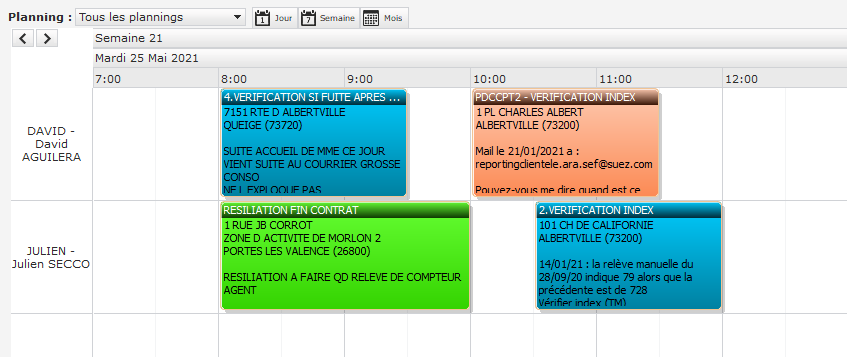 Planning : Tous les plannings Jour Semaine Mois
Semaine 21
Mardi 25 Mai 2021
7:00 8:00 9:00 10:00 11:00 12:00
DAVID -
David
AGUILERA
4.VERIFICATION SI FUITE APRES ...
7151 RTE D ALBERTVILLE
QUEIGE (73720)
SUITE ACCUEIL DE MME CE JOUR
VIENT SUITE AU COURRIER GROSSE
CONSO
NE L EXPLOQUE PAS
PDCCPT2 - VERIFICATION INDEX
1 PL CHARLES ALBERT
ALBERTVILLE (73200)
Mail le 21/01/2021 a :
reportingclientele.ara.sef@suez.com
Pouvez-vous me dire quand est ce
JULIEN -
Julien SECCO
RESILIATION FIN CONTRAT
1 RUE JB CORROT
ZONE D ACTIVITE DE MORLON 2
PORTES LES VALENCE (26800)
RESILIATION A FAIRE QD RELEVE DE COMPTEUR
AGENT
2.VERIFICATION INDEX
101 CH DE CALIFORNIE
ALBERTVILLE (73200)
14/01/21 : la relève manuelle du
28/09/20 indique 79 alors que la
précédente est de 728
Vérifier index (TM)